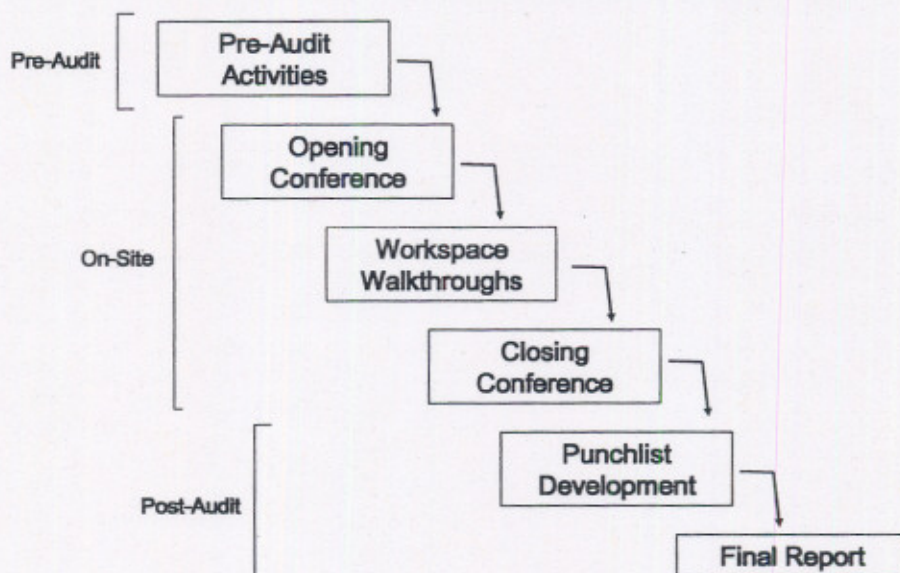 Pre-Audit
Pre-Audit
Activities
Opening
Conference
On-Site
Workspace
Walkthroughs
Closing
Conference
Post-Audit
Punchlist
Development
Final Report